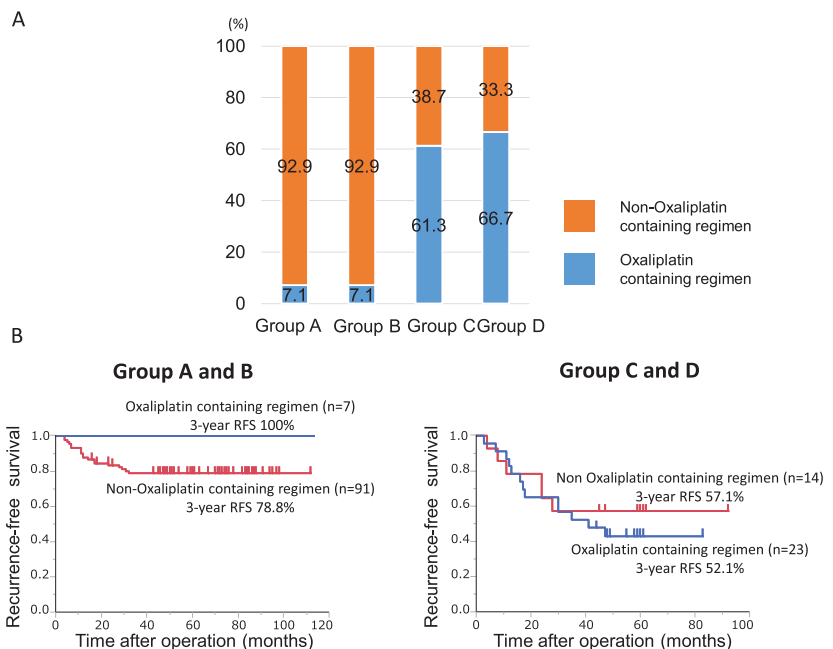 A
(%)
100
80
60
40
20
0
92.9
92.9
38.7
33.3
7.1
7.1
61.3
66.7
Group A
Group B
Group C
Group D
Non-Oxaliplatin
containing regimen
Oxaliplatin
containing regimen
B
Group A and B
Oxaliplatin containing regimen (n=7)
3-year RFS 100%
Non-Oxaliplatin containing regimen (n=91)
3-year RFS 78.8%
Recurrence-free survival
1.0
0.8
0.6
0.4
0.2
0.0
0 20 40 60 80 100 120
Time after operation (months)
Group C and D
Non Oxaliplatin containing regimen (n=14)
3-year RFS 57.1%
Oxaliplatin containing regimen (n=23)
3-year RFS 52.1%
Recurrence-free survival
1.0
0.8
0.6
0.4
0.2
0.0
0 20 40 60 80 100
Time after operation (months)